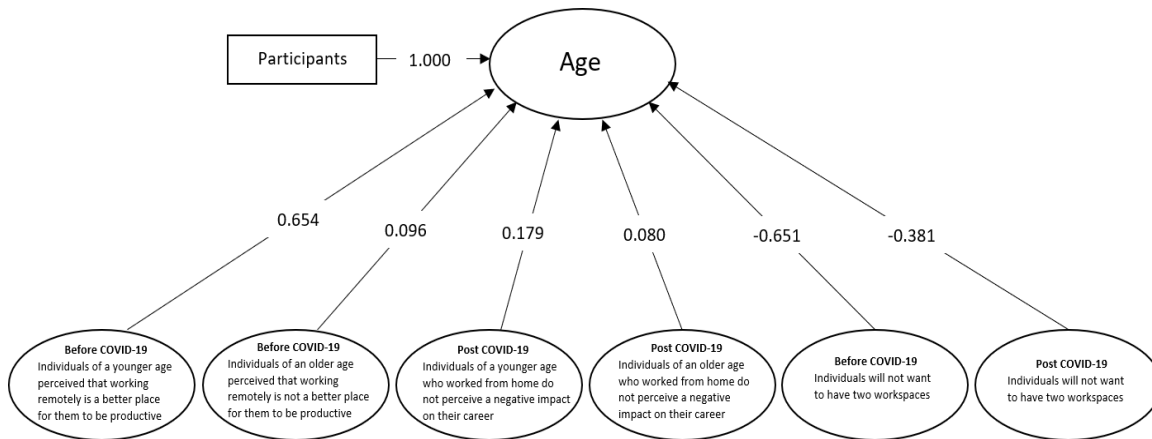 Participants
1.000
Age
0.654
0.096
0.179
0.080
-0.651
-0.381
Before COVID-19
Individuals of a younger age
perceived that working
remotely is a better place
for them to be productive
Before COVID-19
Individuals of an older age
perceived that working
remotely is not a better place
for them to be productive
Post COVID-19
Individuals of a younger age
who worked from home do
not perceive a negative impact
on their career
Post COVID-19
Individuals of an older age
who worked from home do
not perceive a negative
impact on their career
Before COVID-19
Individuals will not want
to have two workspaces
Post COVID-19
Individuals will not want
to have two workspaces